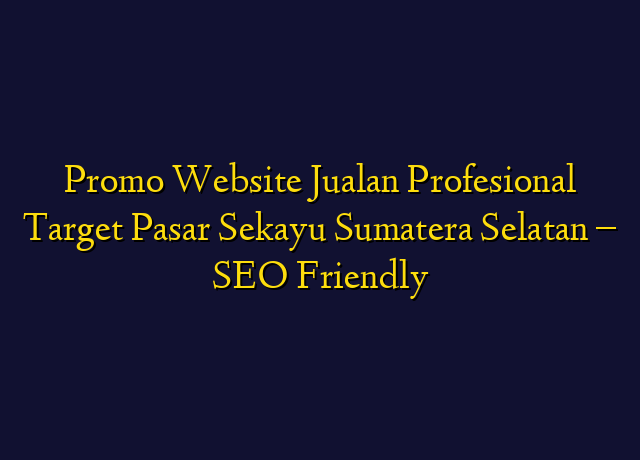 Promo Website Jualan Profesional
Target Pasar Sekayu Sumatera Selatan –
SEO Friendly